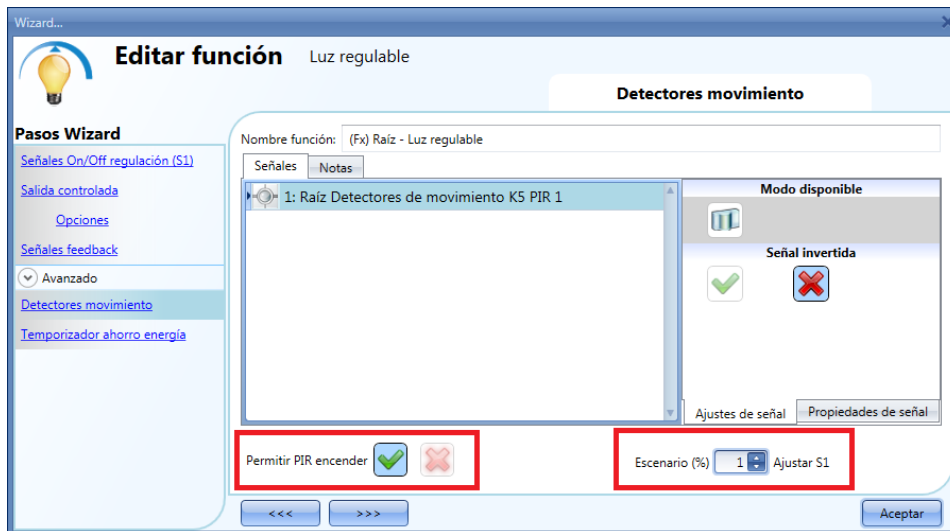 Wizard...
Editar función Luz regulable
Detectores movimiento
Pasos Wizard
Señales On/Off regulación (S1)
Salida controlada
Opciones
Señales feedback
Avanzado
Detectores movimiento
Temporizador ahorro energía
Nombre función: (Fx) Raíz - Luz regulable
Señales Notas
1: Raíz Detectores de movimiento K5 PIR 1
Modo disponible
Señal invertida
Ajustes de señal Propiedades de señal
Permitir PIR encender
Escenario (%) 1 Ajustar S1
<<< >>> Aceptar